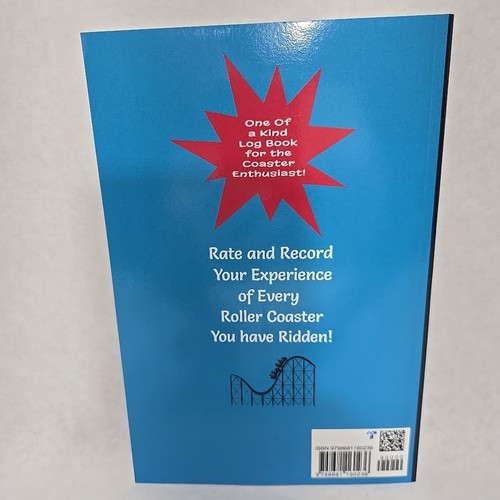 One Of
a Kind
Log Book
for the
Coaster
Enthusiast!
Rate and Record
Your Experience
of Every
Roller Coaster
You have Ridden!
90000